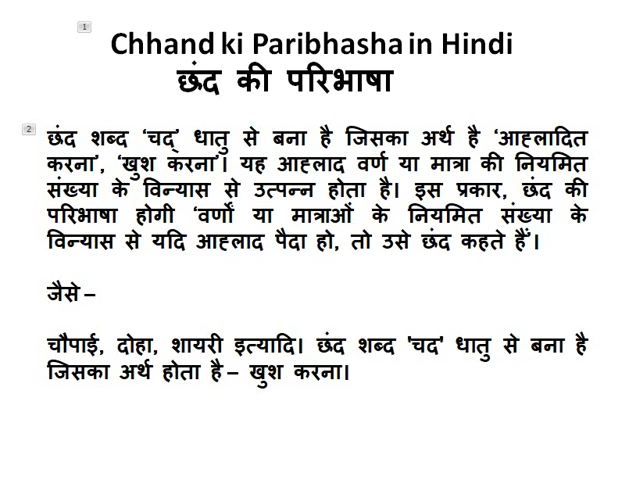 1
Chhand ki Paribhasha in Hindi
छंद की परिभाषा
2
छंद शब्द ‘चद्’ धातु से बना है जिसका अर्थ है ‘आह्लादित
करना’, ‘खुश करना’। यह आह्लाद वर्ण या मात्रा की नियमित
संख्या के विन्यास से उत्पन्न होता है। इस प्रकार, छंद की
परिभाषा होगी ‘वर्णों या मात्राओं के नियमित संख्या के
विन्यास से यदि आह्लाद पैदा हो, तो उसे छंद कहते हैं’।
जैसे –
चौपाई, दोहा, शायरी इत्यादि। छंद शब्द 'चद' धातु से बना है
जिसका अर्थ होता है – खुश करना।